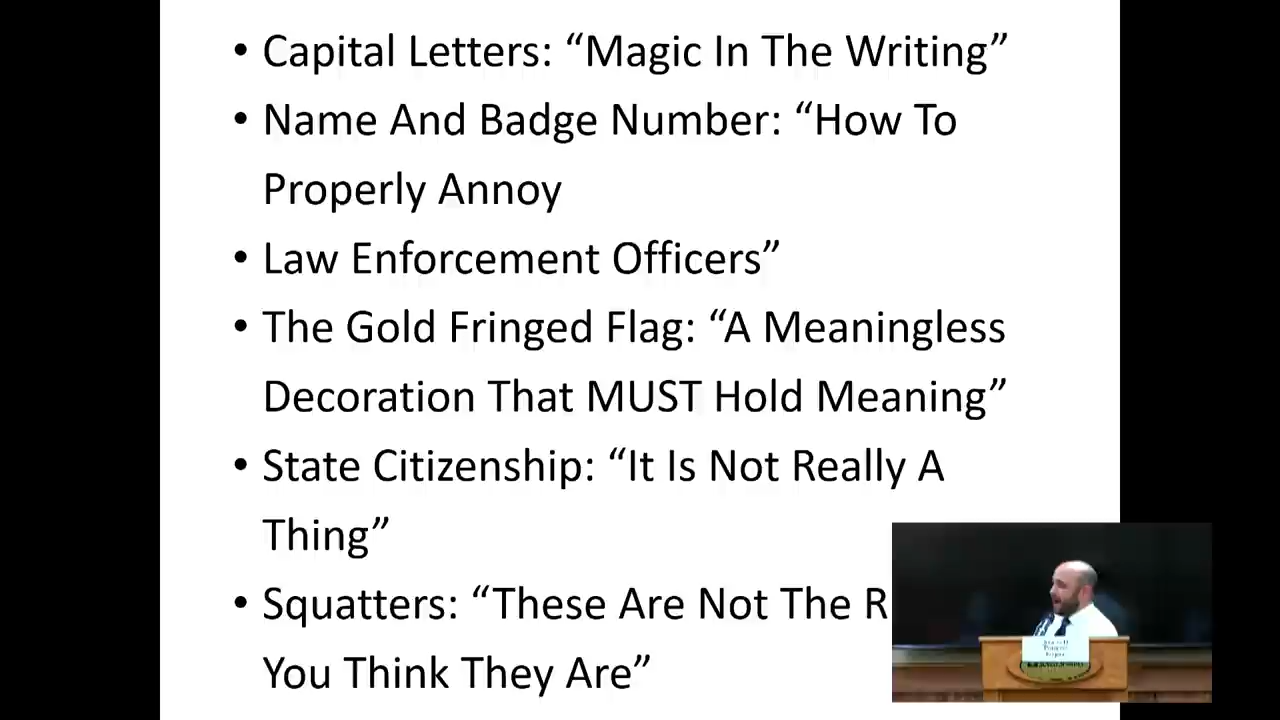 • Capital Letters: “Magic In The Writing”
• Name And Badge Number: “How To
Properly Annoy
• Law Enforcement Officers”
• The Gold Fringed Flag: “A Meaningless
Decoration That MUST Hold Meaning”
• State Citizenship: “It Is Not Really A
Thing”
• Squatters: “These Are Not The R
You Think They Are”